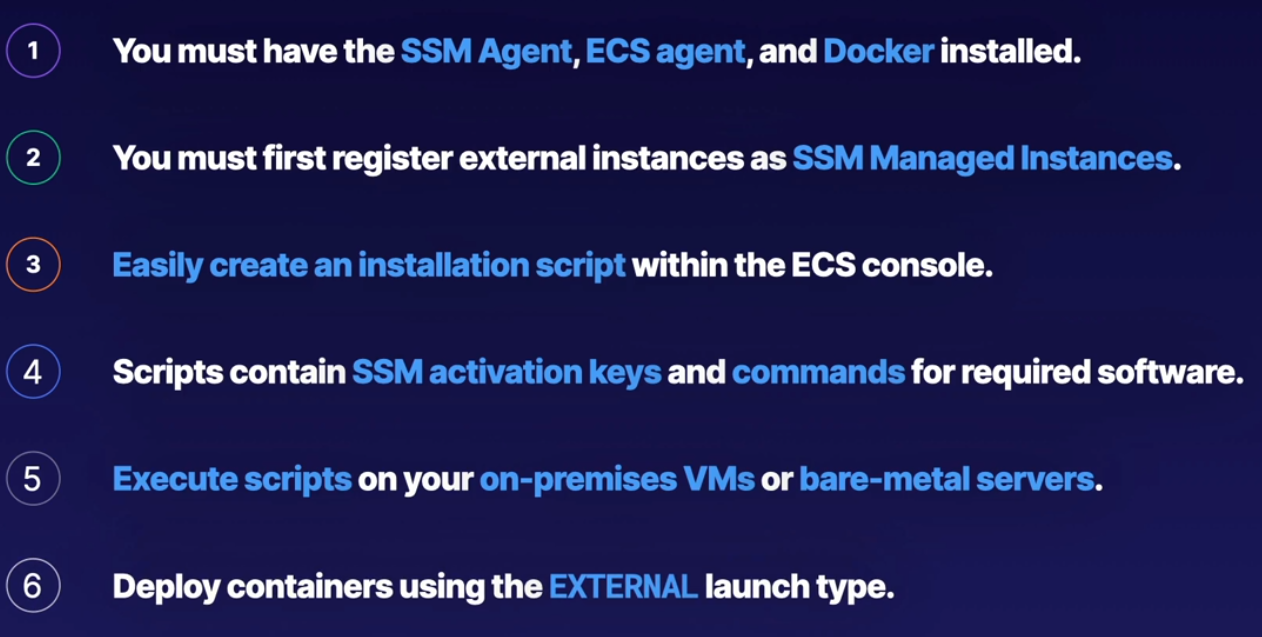 1 You must have the SSM Agent, ECS agent, and Docker installed.
2 You must first register external instances as SSM Managed Instances.
3 Easily create an installation script within the ECS console.
4 Scripts contain SSM activation keys and commands for required software.
5 Execute scripts on your on-premises VMs or bare-metal servers.
6 Deploy containers using the EXTERNAL launch type.